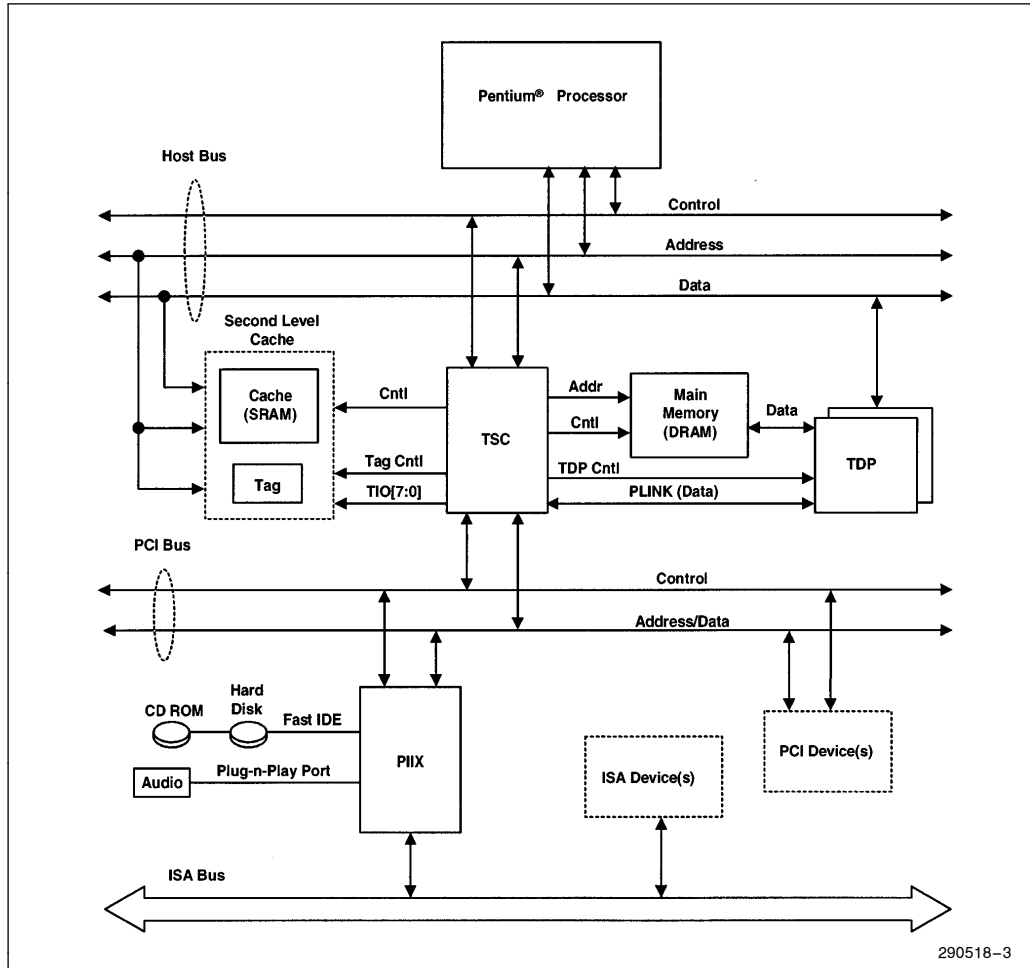 Pentium® Processor
Host Bus
Control
Address
Data
Second Level
Cache
Cache
(SRAM)
Tag
Cntl
Tag Cntl
TIO[7:0]
TSC
Addr
Cntl
TDP Cntl
PLINK (Data)
Main
Memory
(DRAM)
Data
TDP
PCI Bus
Control
Address/Data
CD ROM
Hard
Disk
Fast IDE
Audio
Plug-n-Play Port
PIIX
ISA Device(s)
PCI Device(s)
ISA Bus
290518–3